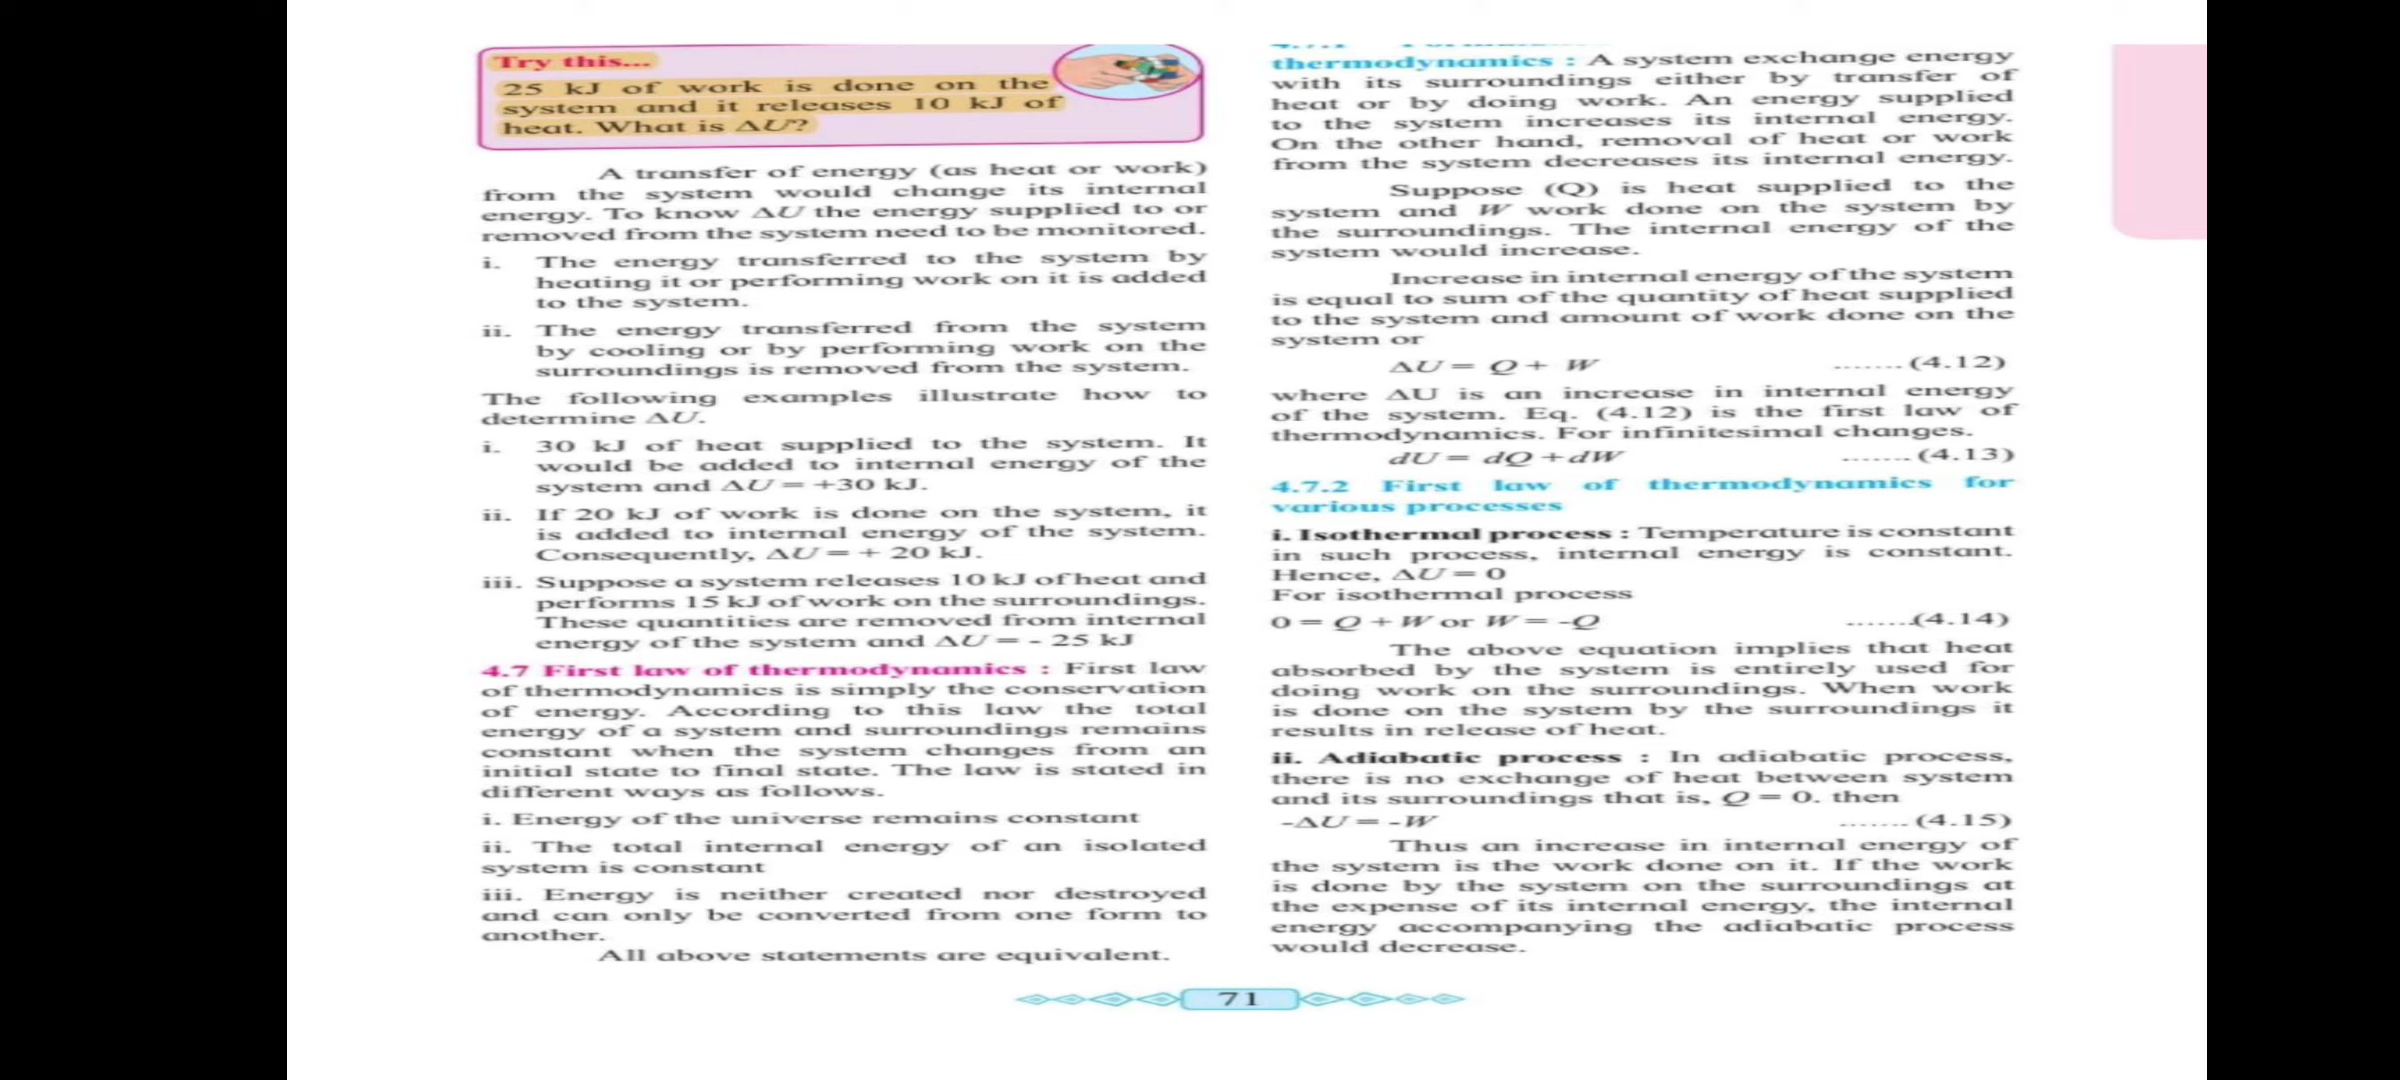 Try this...
25 kJ of work is done on the
system and it releases 10 kJ of
heat. What is ΔU?
A transfer of energy (as heat or work)
from the system would change its internal
energy. To know ΔU the energy supplied to or
removed from the system need to be monitored.
i. The energy transferred to the system by
heating it or performing work on it is added
to the system.
ii. The energy transferred from the system
by cooling or by performing work on the
surroundings is removed from the system.
The following examples illustrate how to
determine ΔU.
i. 30 kJ of heat supplied to the system. It
would be added to internal energy of the
system and ΔU = +30 kJ.
ii. If 20 kJ of work is done on the system, it
is added to internal energy of the system.
Consequently, ΔU = + 20 kJ.
iii. Suppose a system releases 10 kJ of heat and
performs 15 kJ of work on the surroundings.
These quantities are removed from internal
energy of the system and ΔU = - 25 kJ
4.7 First law of thermodynamics : First law
of thermodynamics is simply the conservation
of energy. According to this law the total
energy of a system and surroundings remains
constant when the system changes from an
initial state to final state. The law is stated in
different ways as follows.
i. Energy of the universe remains constant
ii. The total internal energy of an isolated
system is constant
iii. Energy is neither created nor destroyed
and can only be converted from one form to
another.
All above statements are equivalent.
thermodynamics : A system exchange energy
with its surroundings either by transfer of
heat or by doing work. An energy supplied
to the system increases its internal energy.
On the other hand, removal of heat or work
from the system decreases its internal energy.
Suppose (Q) is heat supplied to the
system and W work done on the system by
the surroundings. The internal energy of the
system would increase.
Increase in internal energy of the system
is equal to sum of the quantity of heat supplied
to the system and amount of work done on the
system or
ΔU = Q + W .......(4.12)
where ΔU is an increase in internal energy
of the system. Eq. (4.12) is the first law of
thermodynamics. For infinitesimal changes.
dU = dQ +dW .......(4.13)
4.7.2 First law of thermodynamics for
various processes
i. Isothermal process : Temperature is constant
in such process, internal energy is constant.
Hence, ΔU = 0
For isothermal process
0 = Q + W or W = -Q .......(4.14)
The above equation implies that heat
absorbed by the system is entirely used for
doing work on the surroundings. When work
is done on the system by the surroundings it
results in release of heat.
ii. Adiabatic process : In adiabatic process,
there is no exchange of heat between system
and its surroundings that is, Q = 0. then
-ΔU = -W .......(4.15)
Thus an increase in internal energy of
the system is the work done on it. If the work
is done by the system on the surroundings at
the expense of its internal energy, the internal
energy accompanying the adiabatic process
would decrease.
71